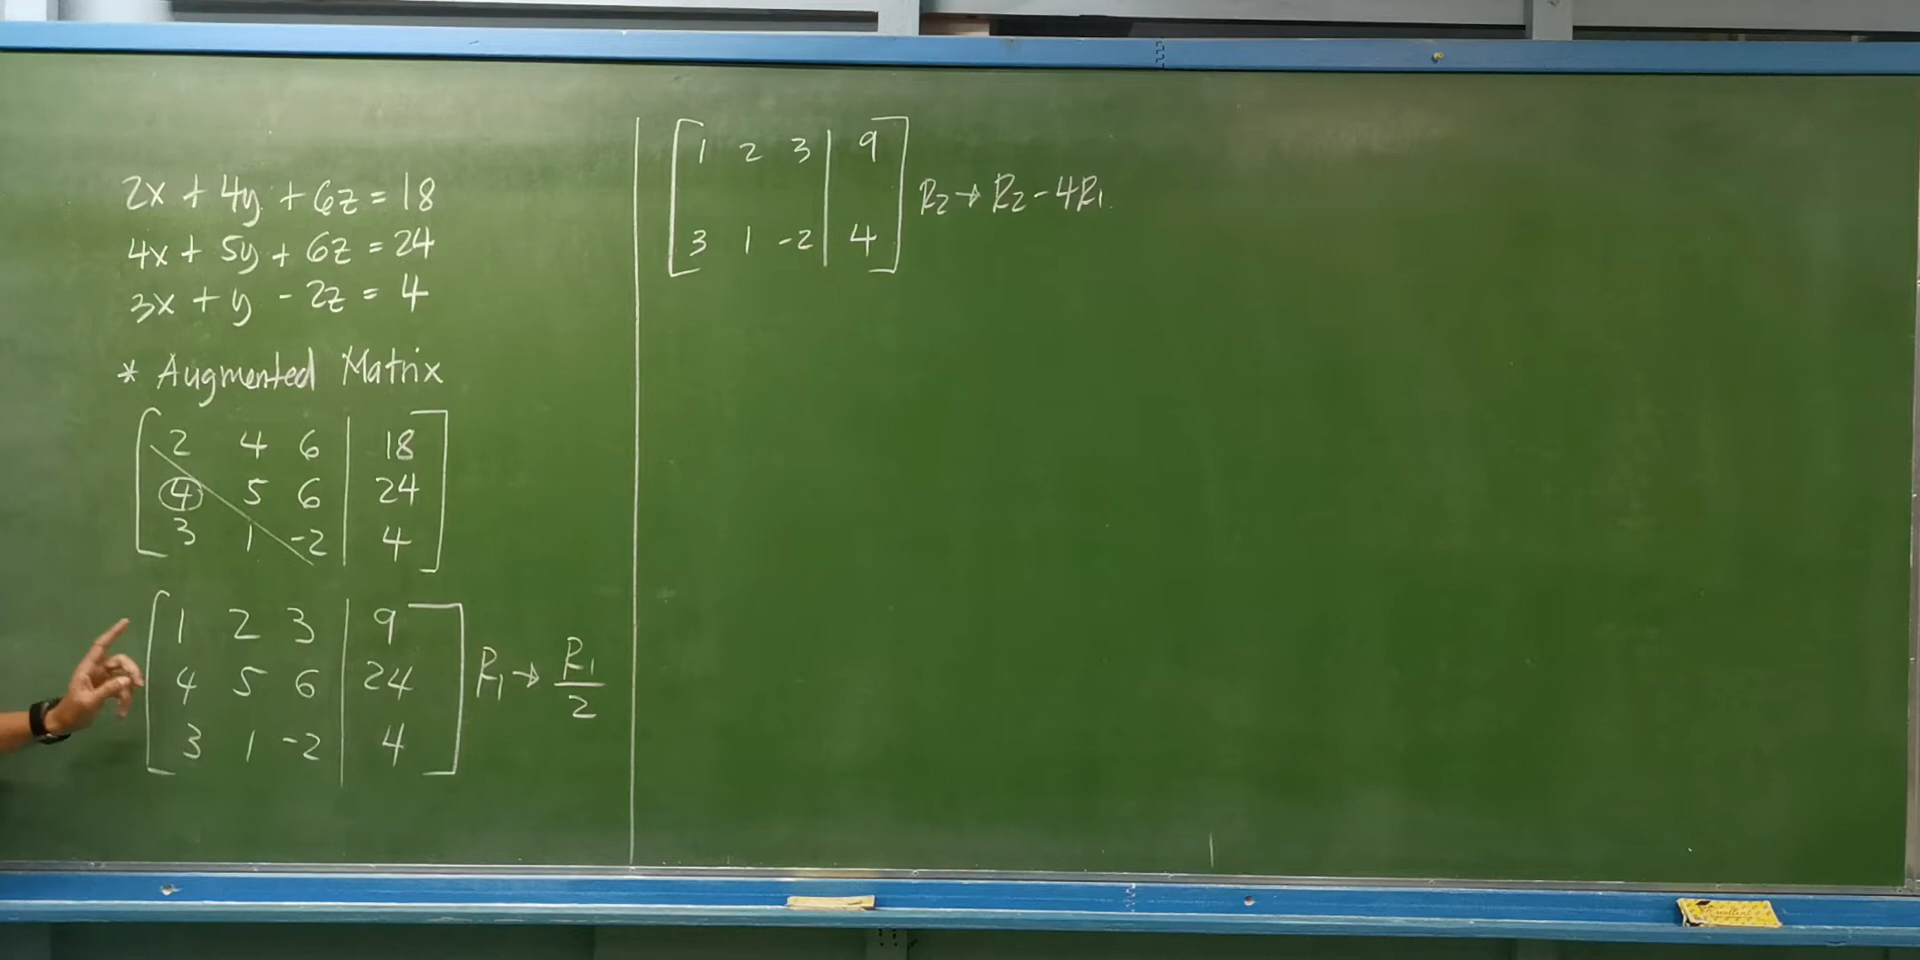 2x + 4y + 6z = 18
4x + 5y + 6z = 24
3x + y - 2z = 4
* Augmented Matrix
2 4 6 | 18
4 5 6 | 24
3 1 -2 | 4
1 2 3 | 9
4 5 6 | 24
3 1 -2 | 4
R1 → R1/2
1 2 3 | 9
3 1 -2 | 4
R2 → R2 - 4R1